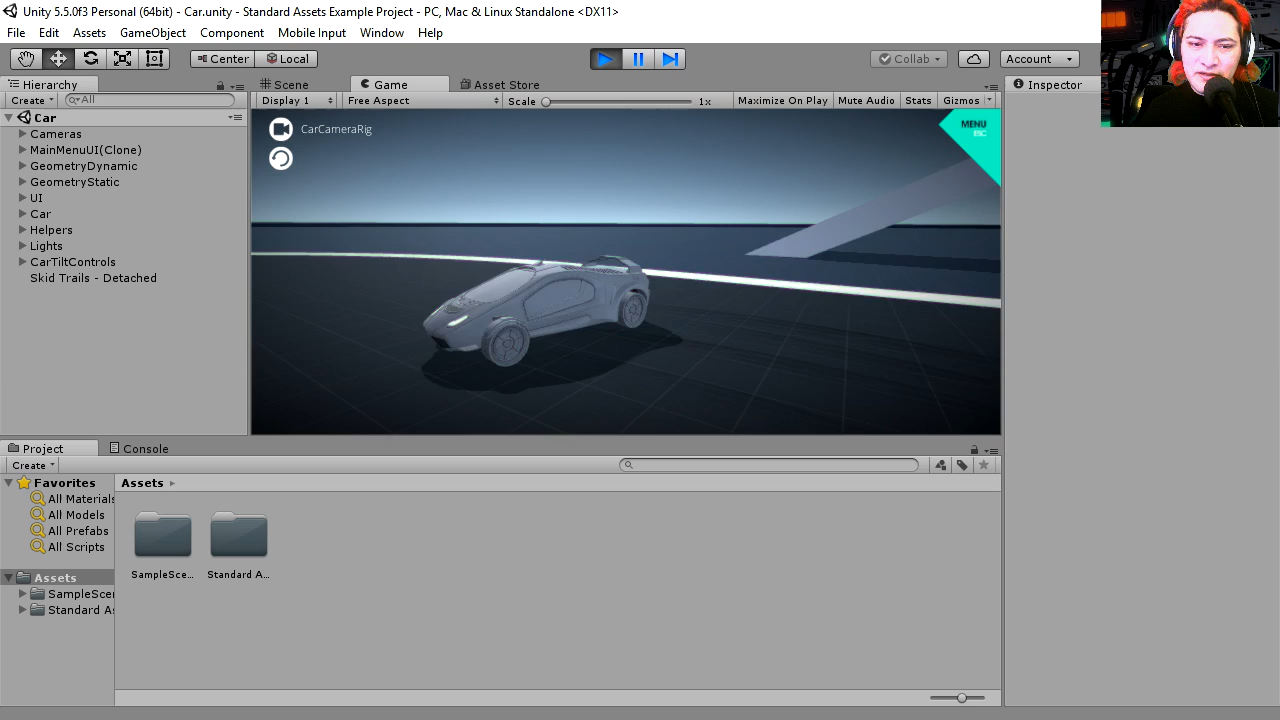 Unity 5.5.0f3 Personal (64bit) - Car.unity - Standard Assets Example Project - PC, Mac & Linux Standalone <DX11>
File Edit Assets GameObject Component Mobile Input Window Help
Center Local Collab Account
Hierarchy Scene Game Asset Store Inspector
Create All Display 1 Free Aspect Scale 1x Maximize On Play Mute Audio Stats Gizmos
Car
Cameras
MainMenuUI(Clone)
GeometryDynamic
GeometryStatic
UI
Car
Helpers
Lights
CarTiltControls
Skid Trails - Detached
CarCameraRig
MENU
ESC
Project Console
Create
Favorites
All Materials
All Models
All Prefabs
All Scripts
Assets
SampleScen
Standard As
Assets
SampleSce...
Standard A...